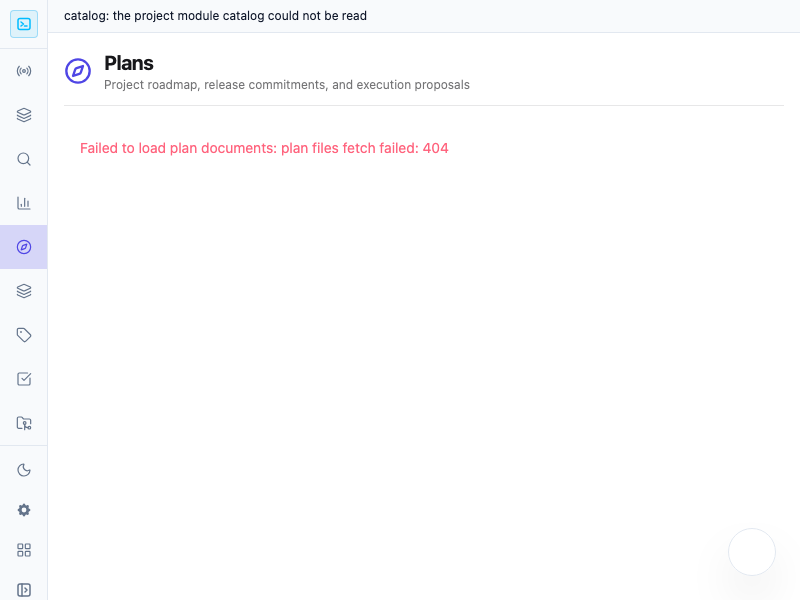 catalog: the project module catalog could not be read
Plans
Project roadmap, release commitments, and execution proposals
Failed to load plan documents: plan files fetch failed: 404